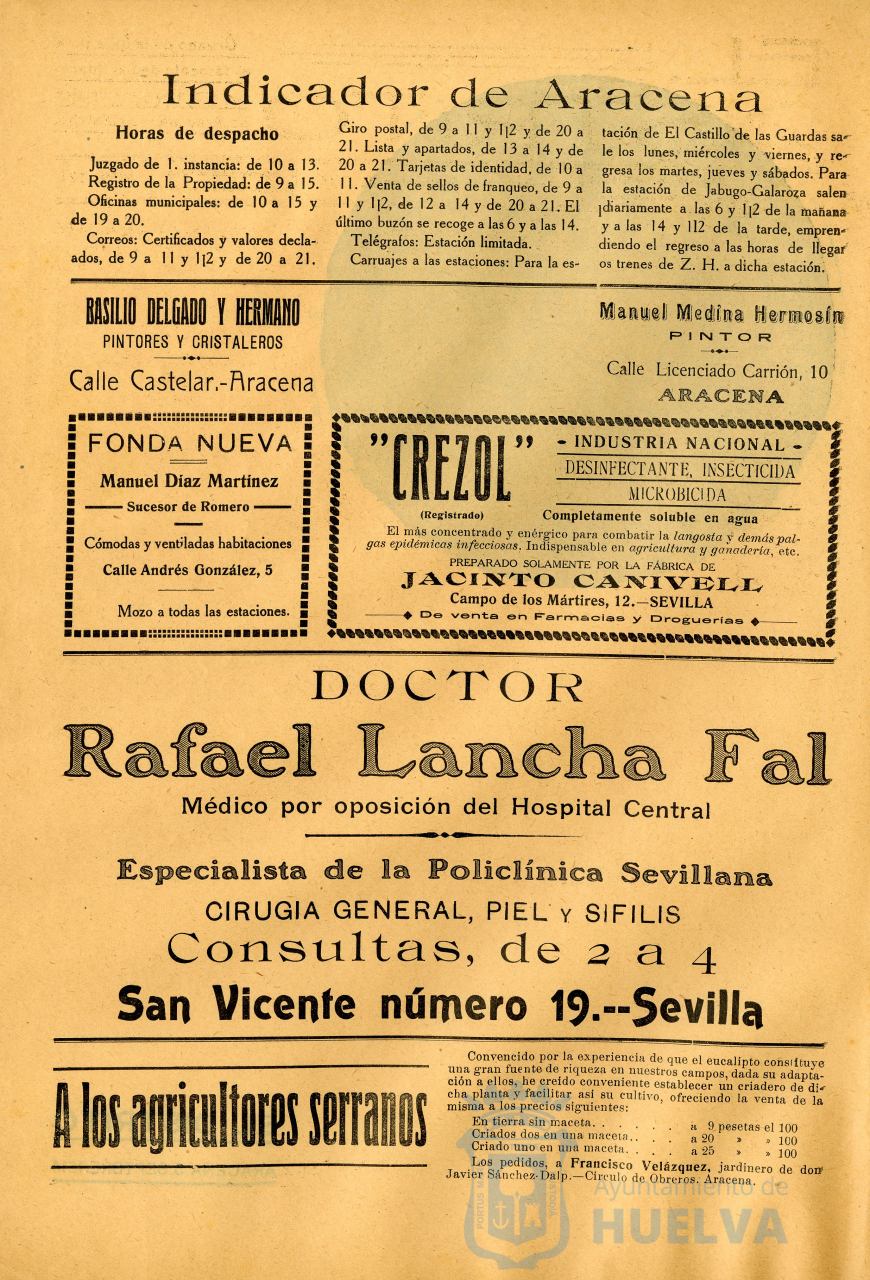 Indicador de Aracena
Horas de despacho
Juzgado de 1. instancia: de 10 a 13.
Registro de la Propiedad: de 9 a 15.
Oficinas municipales: de 10 a 15 y
de 19 a 20.
Correos: Certificados y valores decla-
ados, de 9 a 11 y 1|2 y de 20 a 21.
Giro postal, de 9 a 11 y 1|2 y de 20 a
21. Lista y apartados, de 13 a 14 y de
20 a 21. Tarjetas de identidad, de 10 a
11. Venta de sellos de franqueo, de 9 a
11 y 1|2, de 12 a 14 y de 20 a 21. El
último buzón se recoge a las 6 y a las 14.
Telégrafos: Estación limitada.
Carruajes a las estaciones: Para la es-
tación de El Castillo de las Guardas sa-
le los lunes, miércoles y viernes, y re-
gresa los martes, jueves y sábados. Para
la estación de Jabugo-Galaroza salen
diariamente a las 6 y 1|2 de la mañana
y a las 14 y 1|2 de la tarde, empren-
diendo el regreso a las horas de llegar
os trenes de Z. H. a dicha estación.
BASILIO DELGADO Y HERMANO
PINTORES Y CRISTALEROS
Calle Castelar.-Aracena
Manuel Medina Hermosín
PINTOR
Calle Licenciado Carrión, 10
ARACENA
FONDA NUEVA
Manuel Díaz Martínez
Sucesor de Romero
Cómodas y ventiladas habitaciones
Calle Andrés González, 5
Mozo a todas las estaciones.
"CREZOL"
(Registrado)
- INDUSTRIA NACIONAL -
DESINFECTANTE, INSECTICIDA
MICROBICIDA
Completamente soluble en agua
El más concentrado y enérgico para combatir la langosta y demás pal-
gas epidémicas infecciosas. Indispensable en agricultura y ganadería, etc.
PREPARADO SOLAMENTE POR LA FÁBRICA DE
JACINTO CANIVELL
Campo de los Mártires, 12.—SEVILLA
De venta en Farmacias y Droguerías
DOCTOR
Rafael Lancha Fal
Médico por oposición del Hospital Central
Especialista de la Policlínica Sevillana
CIRUGIA GENERAL, PIEL Y SIFILIS
Consultas, de 2 a 4
San Vicente número 19.--Sevilla
A los agricultores serranos
Convencido por la experiencia de que el eucalipto constituye
una gran fuente de riqueza en nuestros campos, dada su adapta-
ción a ellos, he creído conveniente establecer un criadero de di-
cha planta y facilitar así su cultivo, ofreciendo la venta de la
misma a los precios siguientes:
En tierra sin maceta. . . . . . a 9 pesetas el 100
Criados dos en una maceta.. . . a 20 » » 100
Criado uno en una maceta.. . . a 25 » » 100
Los pedidos, a Francisco Velázquez, jardinero de don
Javier Sánchez-Dalp.—Círculo de Obreros. Aracena.
Ayuntamiento de
HUELVA